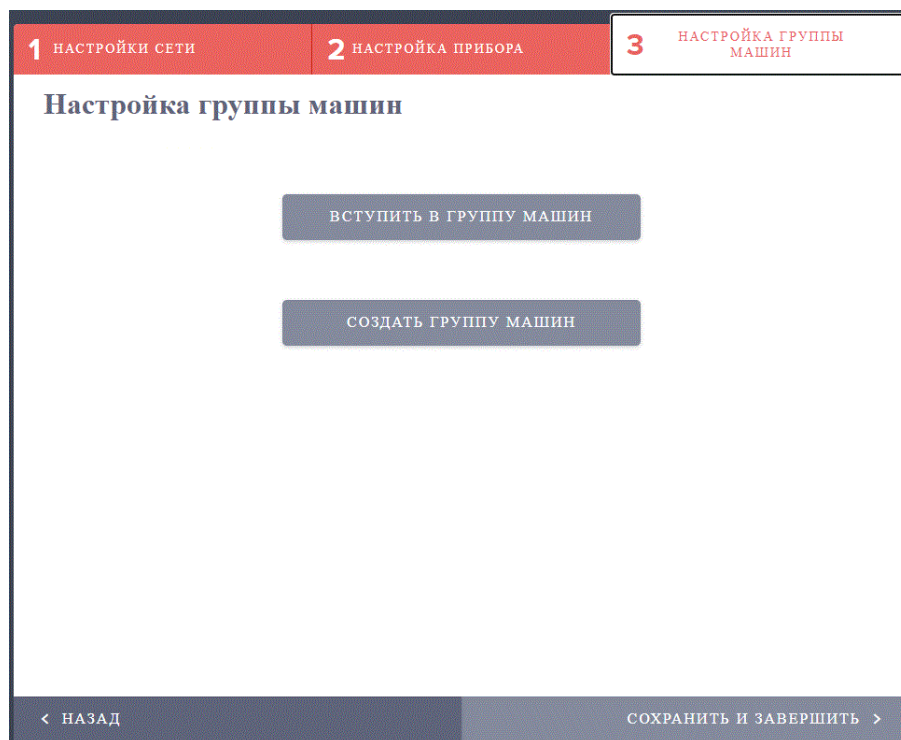 1 НАСТРОЙКИ СЕТИ
2 НАСТРОЙКА ПРИБОРА
3 НАСТРОЙКА ГРУППЫ
МАШИН
Настройка группы машин
ВСТУПИТЬ В ГРУППУ МАШИН
СОЗДАТЬ ГРУППУ МАШИН
< НАЗАД
СОХРАНИТЬ И ЗАВЕРШИТЬ >